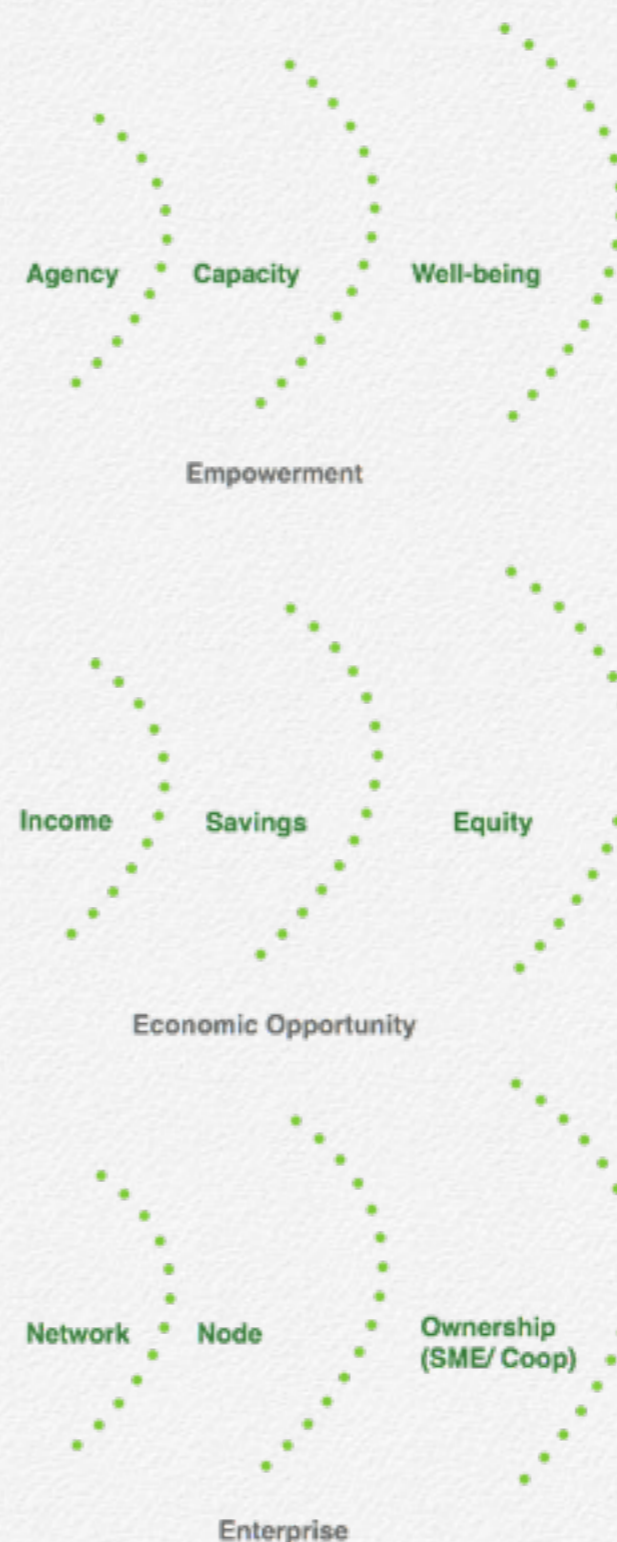 Agency Capacity Well-being
Empowerment
Income Savings Equity
Economic Opportunity
Network Node Ownership
(SME/ Coop)
Enterprise